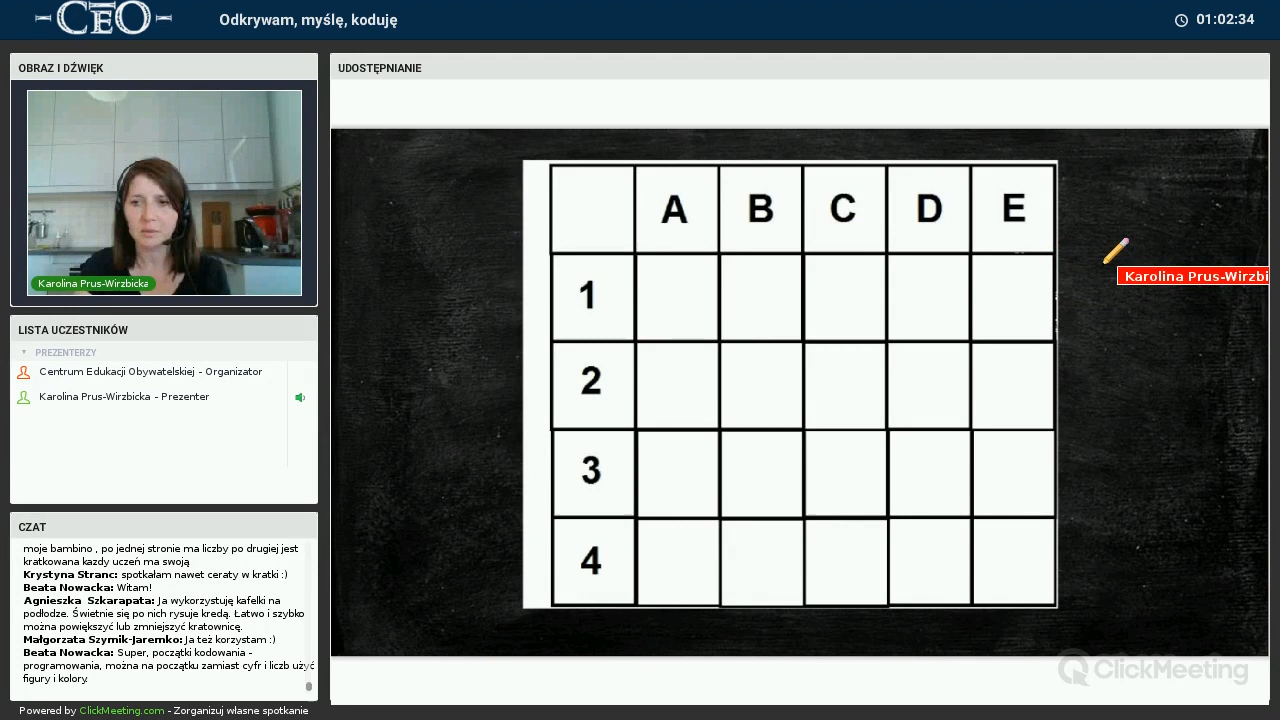 CEO
Odkrywam, myślę, koduję
01:02:34
OBRAZ I DŹWIĘK
Karolina Prus-Wirzbicka
LISTA UCZESTNIKÓW
PREZENTERZY
Centrum Edukacji Obywatelskiej - Organizator
Karolina Prus-Wirzbicka - Prezenter
CZAT
moje bambino , po jednej stronie ma liczby po drugiej jest
kratkowana kazdy uczeń ma swoją
Krystyna Stranc: spotkałam nawet ceraty w kratki :)
Beata Nowacka: Witam!
Agnieszka Szkarapata: Ja wykorzystuję kafelki na
podłodze. Świetnie się po nich rysuje kredą. Łatwo i szybko
można powiększyć lub zmniejszyć kratownicę.
Małgorzata Szymik-Jaremko: Ja też korzystam :)
Beata Nowacka: Super, początki kodowania -
programowania, można na początku zamiast cyfr i liczb użyć
figury i kolory.
Powered by ClickMeeting.com - Zorganizuj własne spotkanie
UDOSTĘPNIANIE
A B C D E
1
2
3
4
Karolina Prus-Wirzbi
ClickMeeting